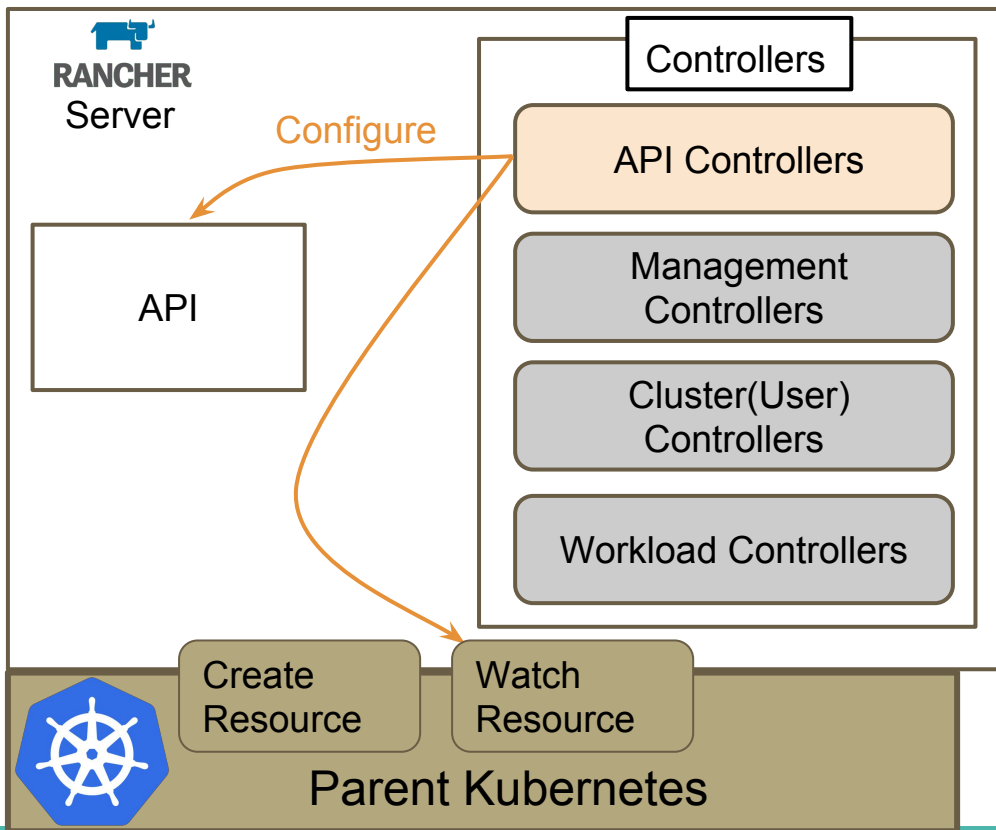 RANCHER
Server
Configure
API
Controllers
API Controllers
Management
Controllers
Cluster(User)
Controllers
Workload Controllers
Create
Resource
Watch
Resource
Parent Kubernetes